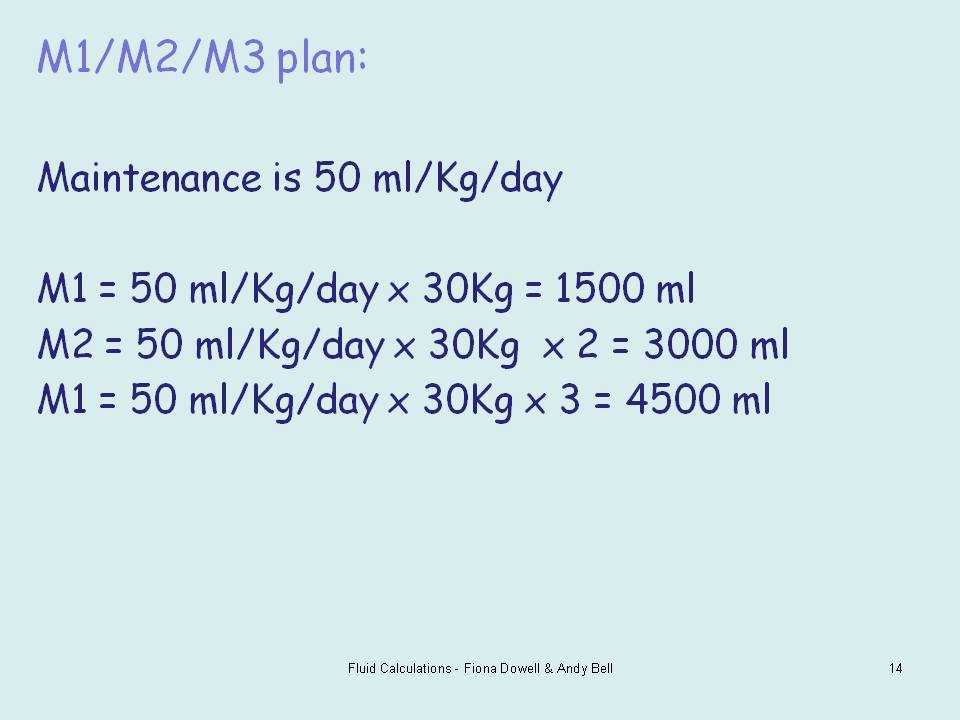 M1/M2/M3 plan:
Maintenance is 50 ml/Kg/day
M1 = 50 ml/Kg/day x 30Kg = 1500 ml
M2 = 50 ml/Kg/day x 30Kg x 2 = 3000 ml
M1 = 50 ml/Kg/day x 30Kg x 3 = 4500 ml
Fluid Calculations - Fiona Dowell & Andy Bell 14